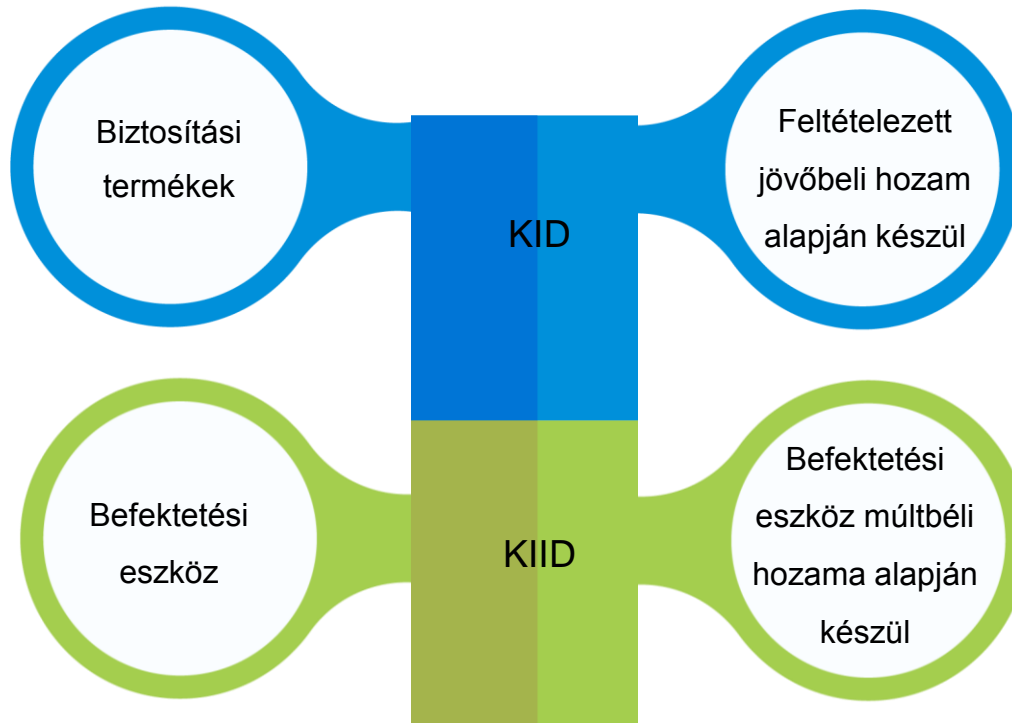 Biztosítási
termékek
KID
Feltételezett
jövőbeli hozam
alapján készül
Befektetési
eszköz
KIID
Befektetési
eszköz múltbéli
hozama alapján
készül